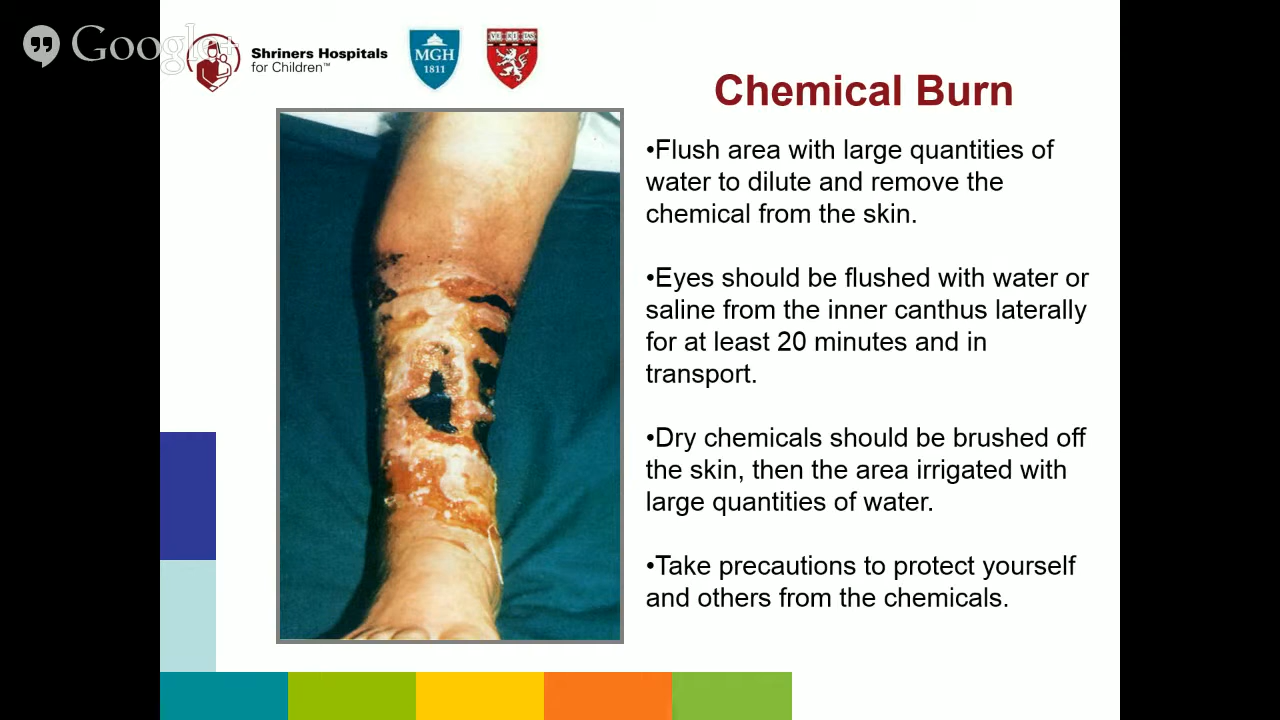 Google+
Shriners Hospitals
for Children™
MGH
1811
VE RI TAS
Chemical Burn
•Flush area with large quantities of
water to dilute and remove the
chemical from the skin.
•Eyes should be flushed with water or
saline from the inner canthus laterally
for at least 20 minutes and in
transport.
•Dry chemicals should be brushed off
the skin, then the area irrigated with
large quantities of water.
•Take precautions to protect yourself
and others from the chemicals.